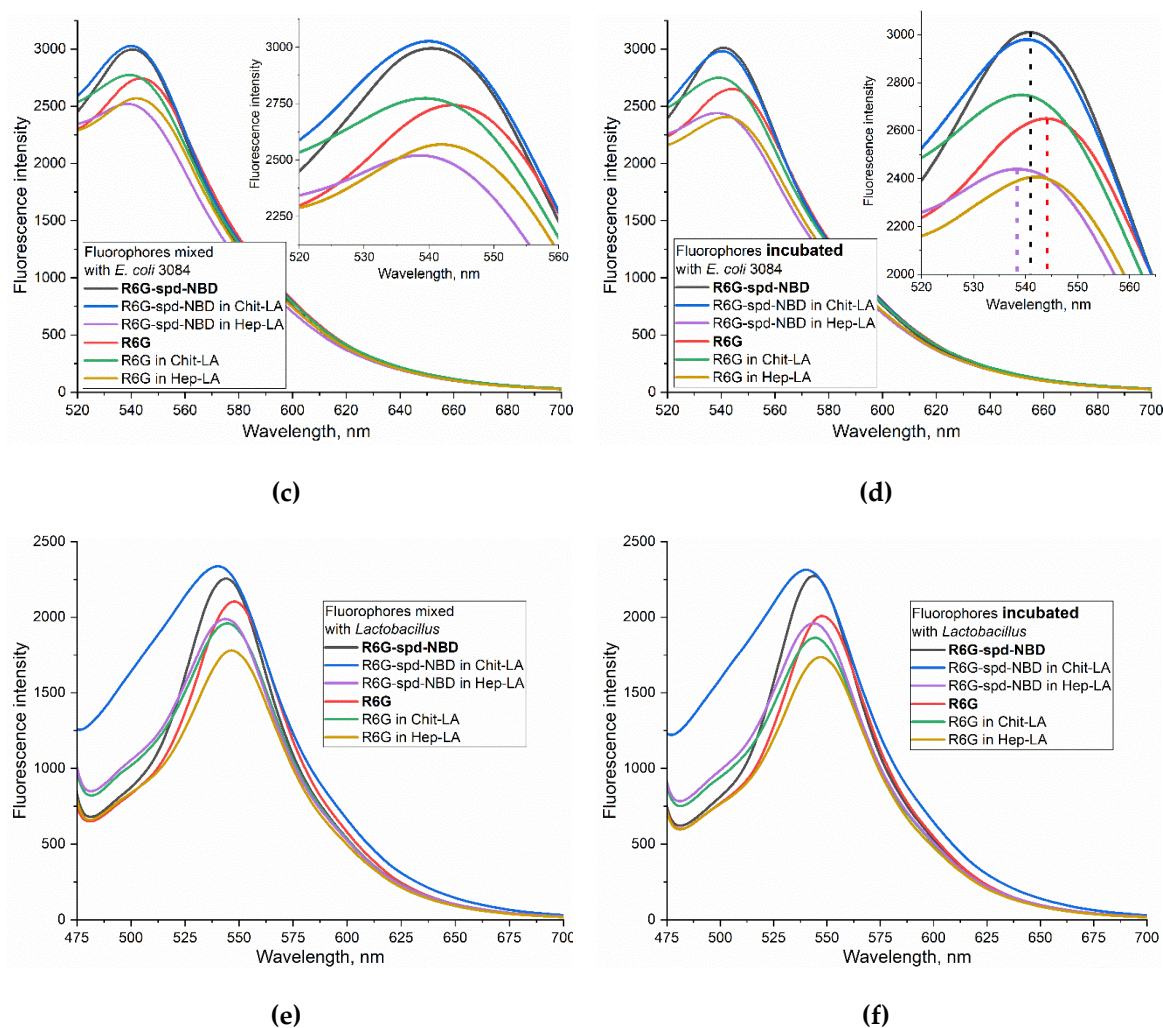 Fluorescence intensity
3000
2500
2000
1500
1000
500
0
520 540 560 580 600 620 640 660 680 700
Wavelength, nm
Fluorophores mixed
with E. coli 3084
R6G-spd-NBD
R6G-spd-NBD in Chit-LA
R6G-spd-NBD in Hep-LA
R6G
R6G in Chit-LA
R6G in Hep-LA
Fluorescence intensity
3000
2750
2500
2250
520 530 540 550 560
Wavelength, nm
(c)
Fluorescence intensity
3000
2500
2000
1500
1000
500
0
520 540 560 580 600 620 640 660 680 700
Wavelength, nm
Fluorophores incubated
with E. coli 3084
R6G-spd-NBD
R6G-spd-NBD in Chit-LA
R6G-spd-NBD in Hep-LA
R6G
R6G in Chit-LA
R6G in Hep-LA
Fluorescence intensity
3000
2800
2600
2400
2200
2000
520 530 540 550 560
Wavelength, nm
(d)
Fluorescence intensity
2500
2000
1500
1000
500
0
475 500 525 550 575 600 625 650 675 700
Wavelength, nm
Fluorophores mixed
with Lactobacillus
R6G-spd-NBD
R6G-spd-NBD in Chit-LA
R6G-spd-NBD in Hep-LA
R6G
R6G in Chit-LA
R6G in Hep-LA
(e)
Fluorescence intensity
2500
2000
1500
1000
500
0
475 500 525 550 575 600 625 650 675 700
Wavelength, nm
Fluorophores incubated
with Lactobacillus
R6G-spd-NBD
R6G-spd-NBD in Chit-LA
R6G-spd-NBD in Hep-LA
R6G
R6G in Chit-LA
R6G in Hep-LA
(f)